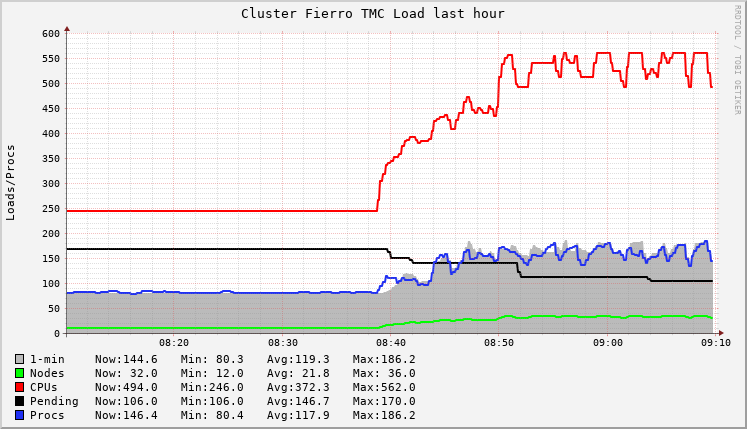 Cluster Fierro TMC Load last hour
RRDTOOL / TOBI OETIKER
Loads/Procs
600
550
500
450
400
350
300
250
200
150
100
50
0
08:20 08:30 08:40 08:50 09:00 09:10
1-min Now:144.6 Min: 80.3 Avg:119.3 Max:186.2
Nodes Now: 32.0 Min: 12.0 Avg: 21.8 Max: 36.0
CPUs Now:494.0 Min:246.0 Avg:372.3 Max:562.0
Pending Now:106.0 Min:106.0 Avg:146.7 Max:170.0
Procs Now:146.4 Min: 80.4 Avg:117.9 Max:186.2